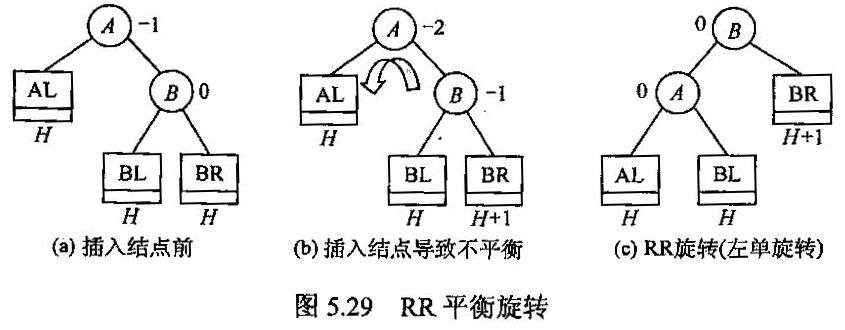 A -1
AL
H
B 0
BL
H
BR
H
(a) 插入结点前
A -2
AL
H
B -1
BL
H
BR
H+1
(b) 插入结点导致不平衡
0 B
0 A
BR
H+1
AL
H
BL
H
(c) RR旋转(左单旋转)
图 5.29 RR 平衡旋转